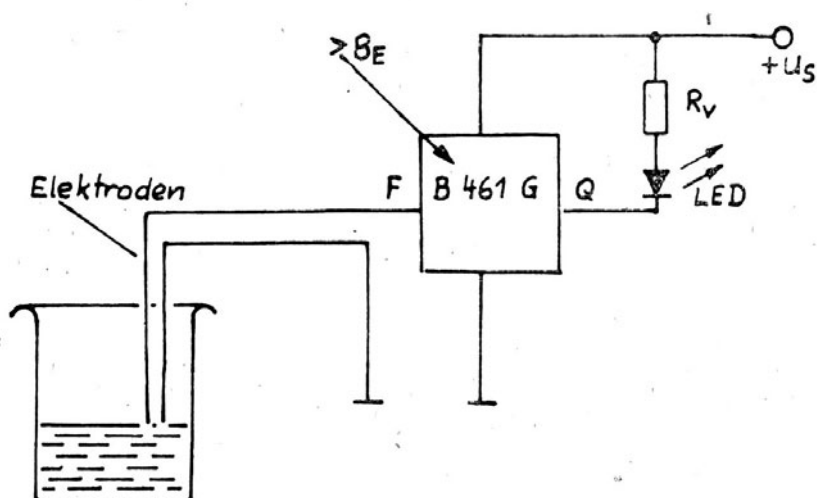 >B_E
+U_S
R_V
Elektroden
F
B 461 G
Q
LED